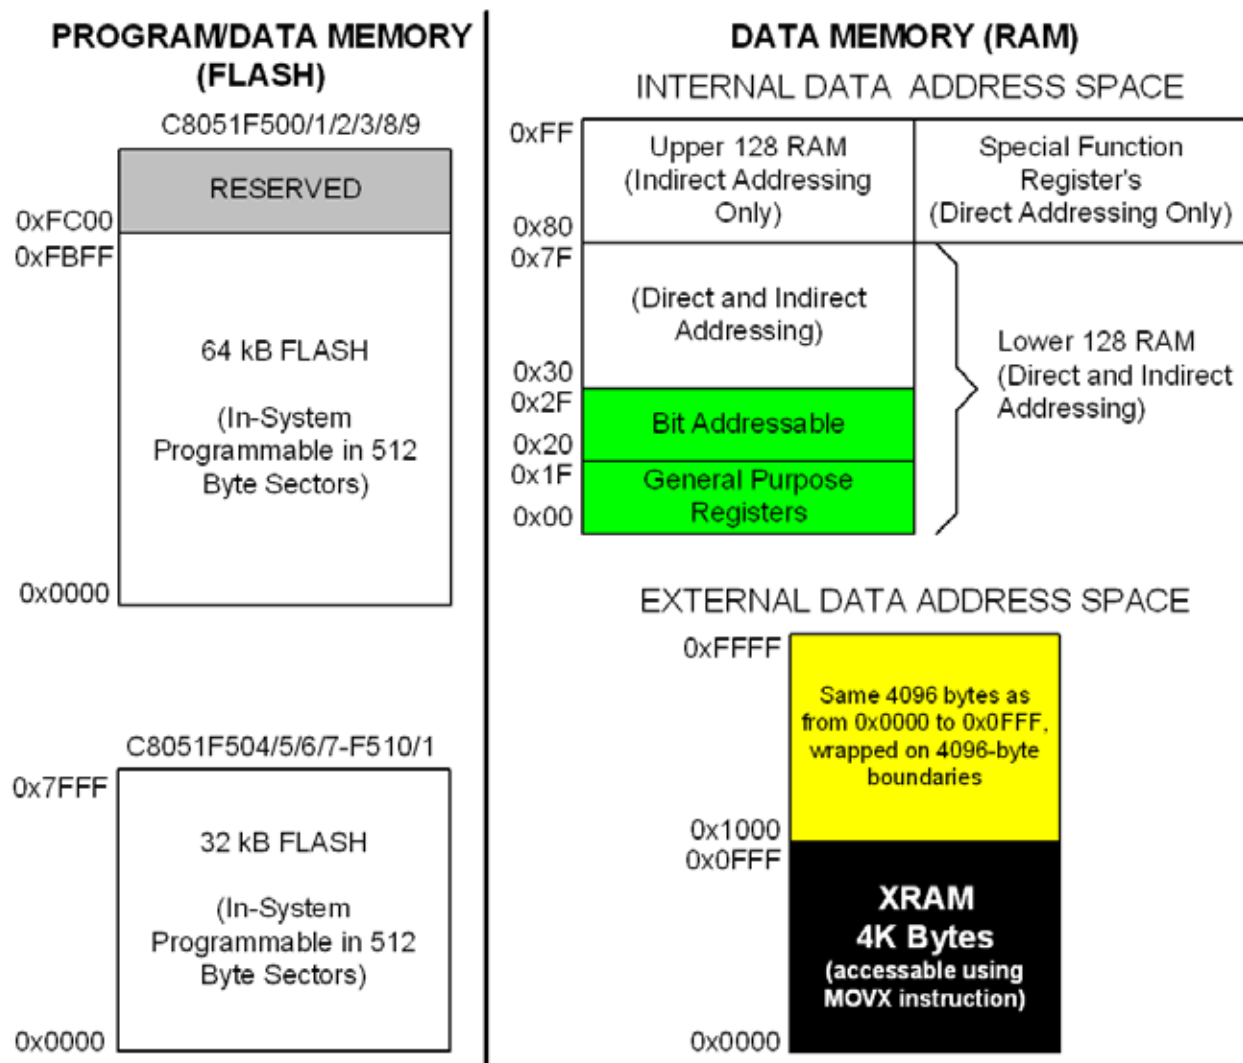 PROGRAM/DATA MEMORY
(FLASH)
C8051F500/1/2/3/8/9
RESERVED
0xFC00
0xFBFF
64 kB FLASH
(In-System
Programmable in 512
Byte Sectors)
0x0000
C8051F504/5/6/7-F510/1
0x7FFF
32 kB FLASH
(In-System
Programmable in 512
Byte Sectors)
0x0000
DATA MEMORY (RAM)
INTERNAL DATA ADDRESS SPACE
0xFF
Upper 128 RAM
(Indirect Addressing
Only)
Special Function
Register's
(Direct Addressing Only)
0x80
0x7F
(Direct and Indirect
Addressing)
0x30
Lower 128 RAM
(Direct and Indirect
Addressing)
0x2F
Bit Addressable
0x20
0x1F
General Purpose
Registers
0x00
EXTERNAL DATA ADDRESS SPACE
0xFFFF
Same 4096 bytes as
from 0x0000 to 0x0FFF,
wrapped on 4096-byte
boundaries
0x1000
0x0FFF
XRAM
4K Bytes
(accessable using
MOVX instruction)
0x0000